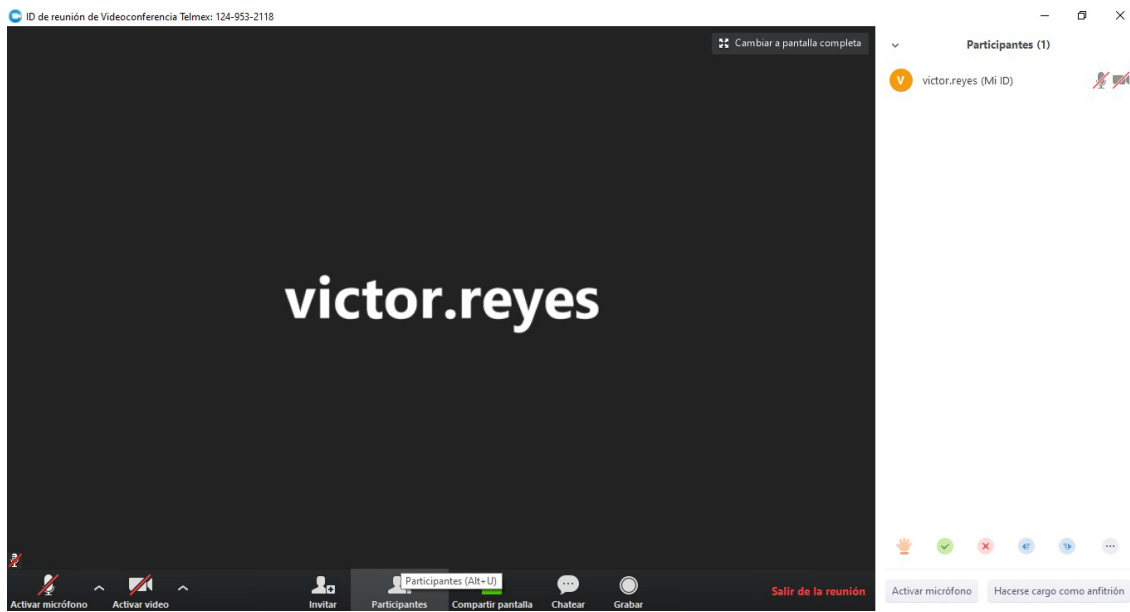 ID de reunión de Videoconferencia Telmex: 124-953-2118
Cambiar a pantalla completa
Participantes (1)
V
victor.reyes (Mi ID)
victor.reyes
Participantes (Alt+U)
Activar micrófono
Activar video
Invitar
Participantes
Compartir pantalla
Chatear
Grabar
Salir de la reunión
Activar micrófono
Hacerse cargo como anfitrión